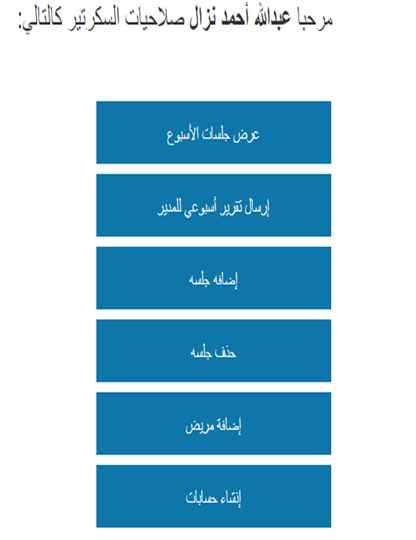 مرحبا عبدالله أحمد نزال صلاحيات السكرتير كالتالي:
عرض جلسات الأسبوع
إرسال تقرير أسبوعي للمدير
إضافه جلسه
حذف جلسه
إضافة مريض
إنشاء حسابات